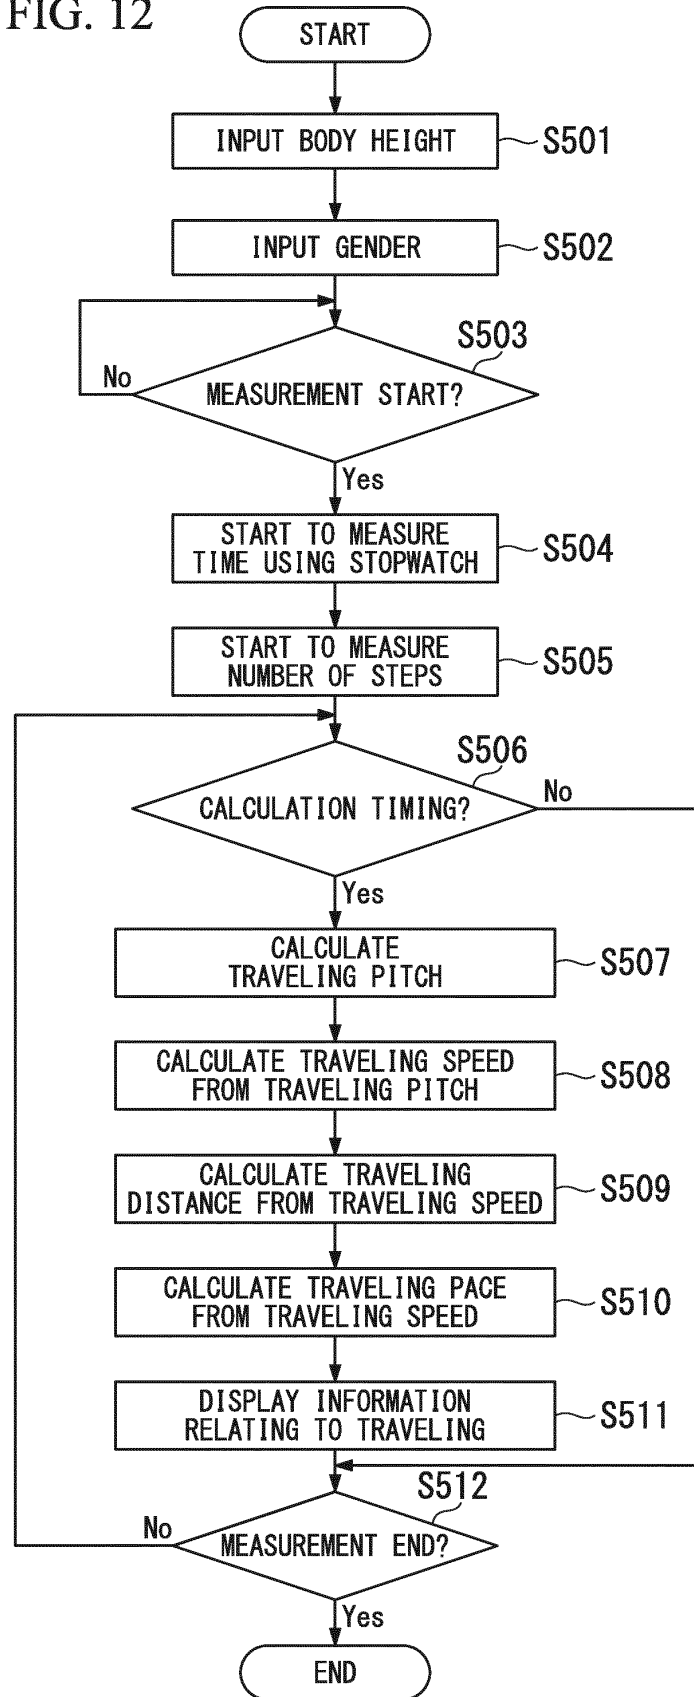 FIG. 12
START
INPUT BODY HEIGHT
S501
INPUT GENDER
S502
S503
No
MEASUREMENT START?
Yes
START TO MEASURE
TIME USING STOPWATCH
S504
START TO MEASURE
NUMBER OF STEPS
S505
S506
No
CALCULATION TIMING?
Yes
CALCULATE
TRAVELING PITCH
S507
CALCULATE TRAVELING SPEED
FROM TRAVELING PITCH
S508
CALCULATE TRAVELING
DISTANCE FROM TRAVELING SPEED
S509
CALCULATE TRAVELING PACE
FROM TRAVELING SPEED
S510
DISPLAY INFORMATION
RELATING TO TRAVELING
S511
S512
No
MEASUREMENT END?
Yes
END